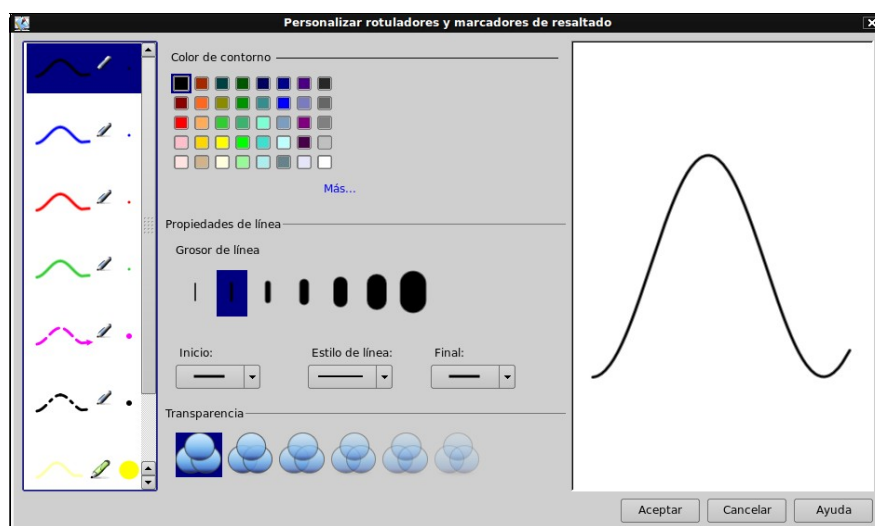 Personalizar rotuladores y marcadores de resaltado
Color de contorno
Más...
Propiedades de línea
Grosor de línea
Inicio: Estilo de línea: Final:
Transparencia
Aceptar Cancelar Ayuda